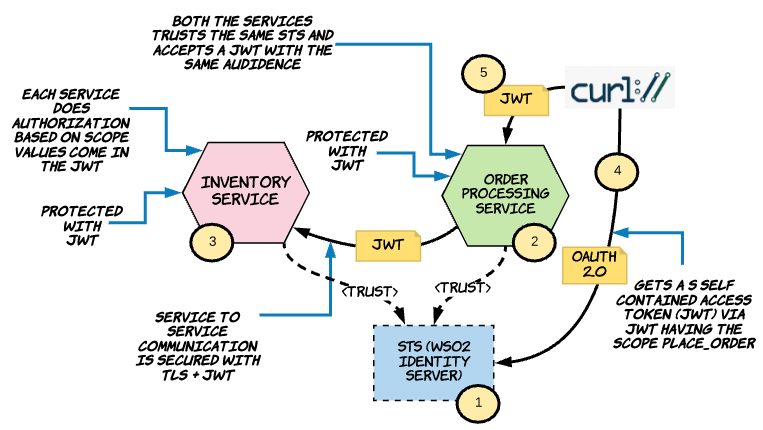 BOTH THE SERVICES
TRUSTS THE SAME STS AND
ACCEPTS A JWT WITH THE
SAME AUDIDENCE
5
JWT
curl://
EACH SERVICE
DOES
AUTHORIZATION
BASED ON SCOPE
VALUES COME IN
THE JWT
PROTECTED
WITH
JWT
INVENTORY
SERVICE
ORDER
PROCESSING
SERVICE
4
PROTECTED
WITH
JWT
3
JWT
2
OAUTH
2.0
<TRUST>
<TRUST>
GETS A S SELF
CONTAINED ACCESS
TOKEN (JWT) VIA
JWT HAVING THE
SCOPE PLACE_ORDER
SERVICE TO
SERVICE
COMMUNICATION
IS SECURED WITH
TLS + JWT
STS (WSO2
IDENTITY
SERVER)
1